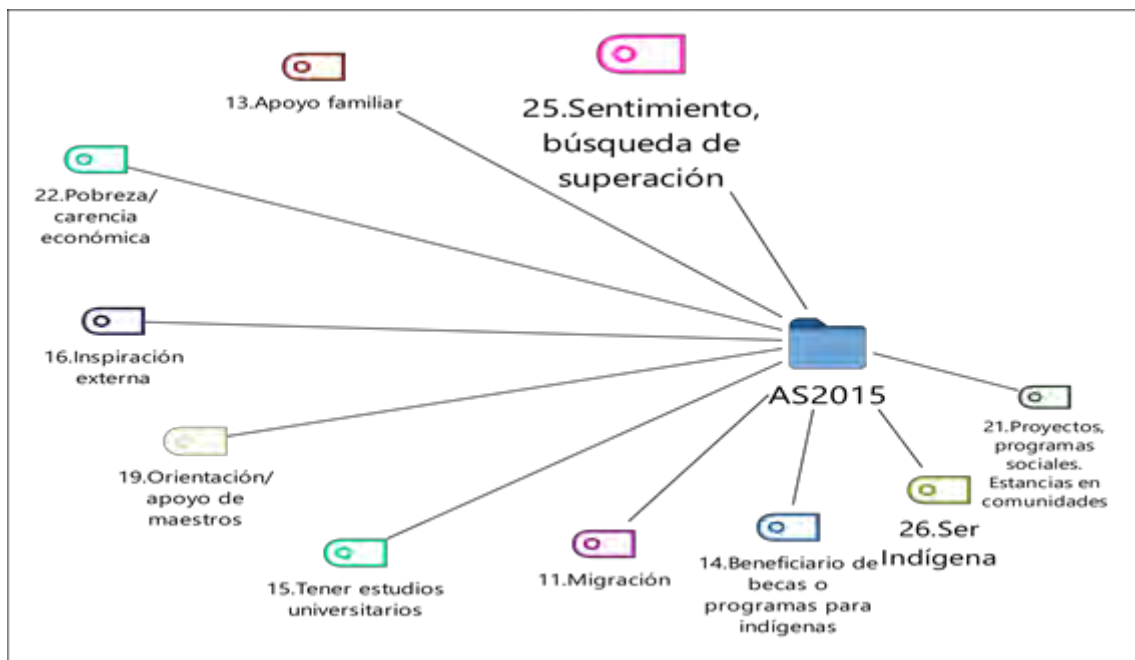 13.Apoyo familiar
25.Sentimiento,
búsqueda de
superación
22.Pobreza/
carencia
económica
16.Inspiración
externa
19.Orientación/
apoyo de
maestros
15.Tener estudios
universitarios
11.Migración
14.Beneficiario de
becas o
programas para
indígenas
26.Ser
Indígena
21.Proyectos,
programas
sociales.
Estancias en
comunidades
AS2015